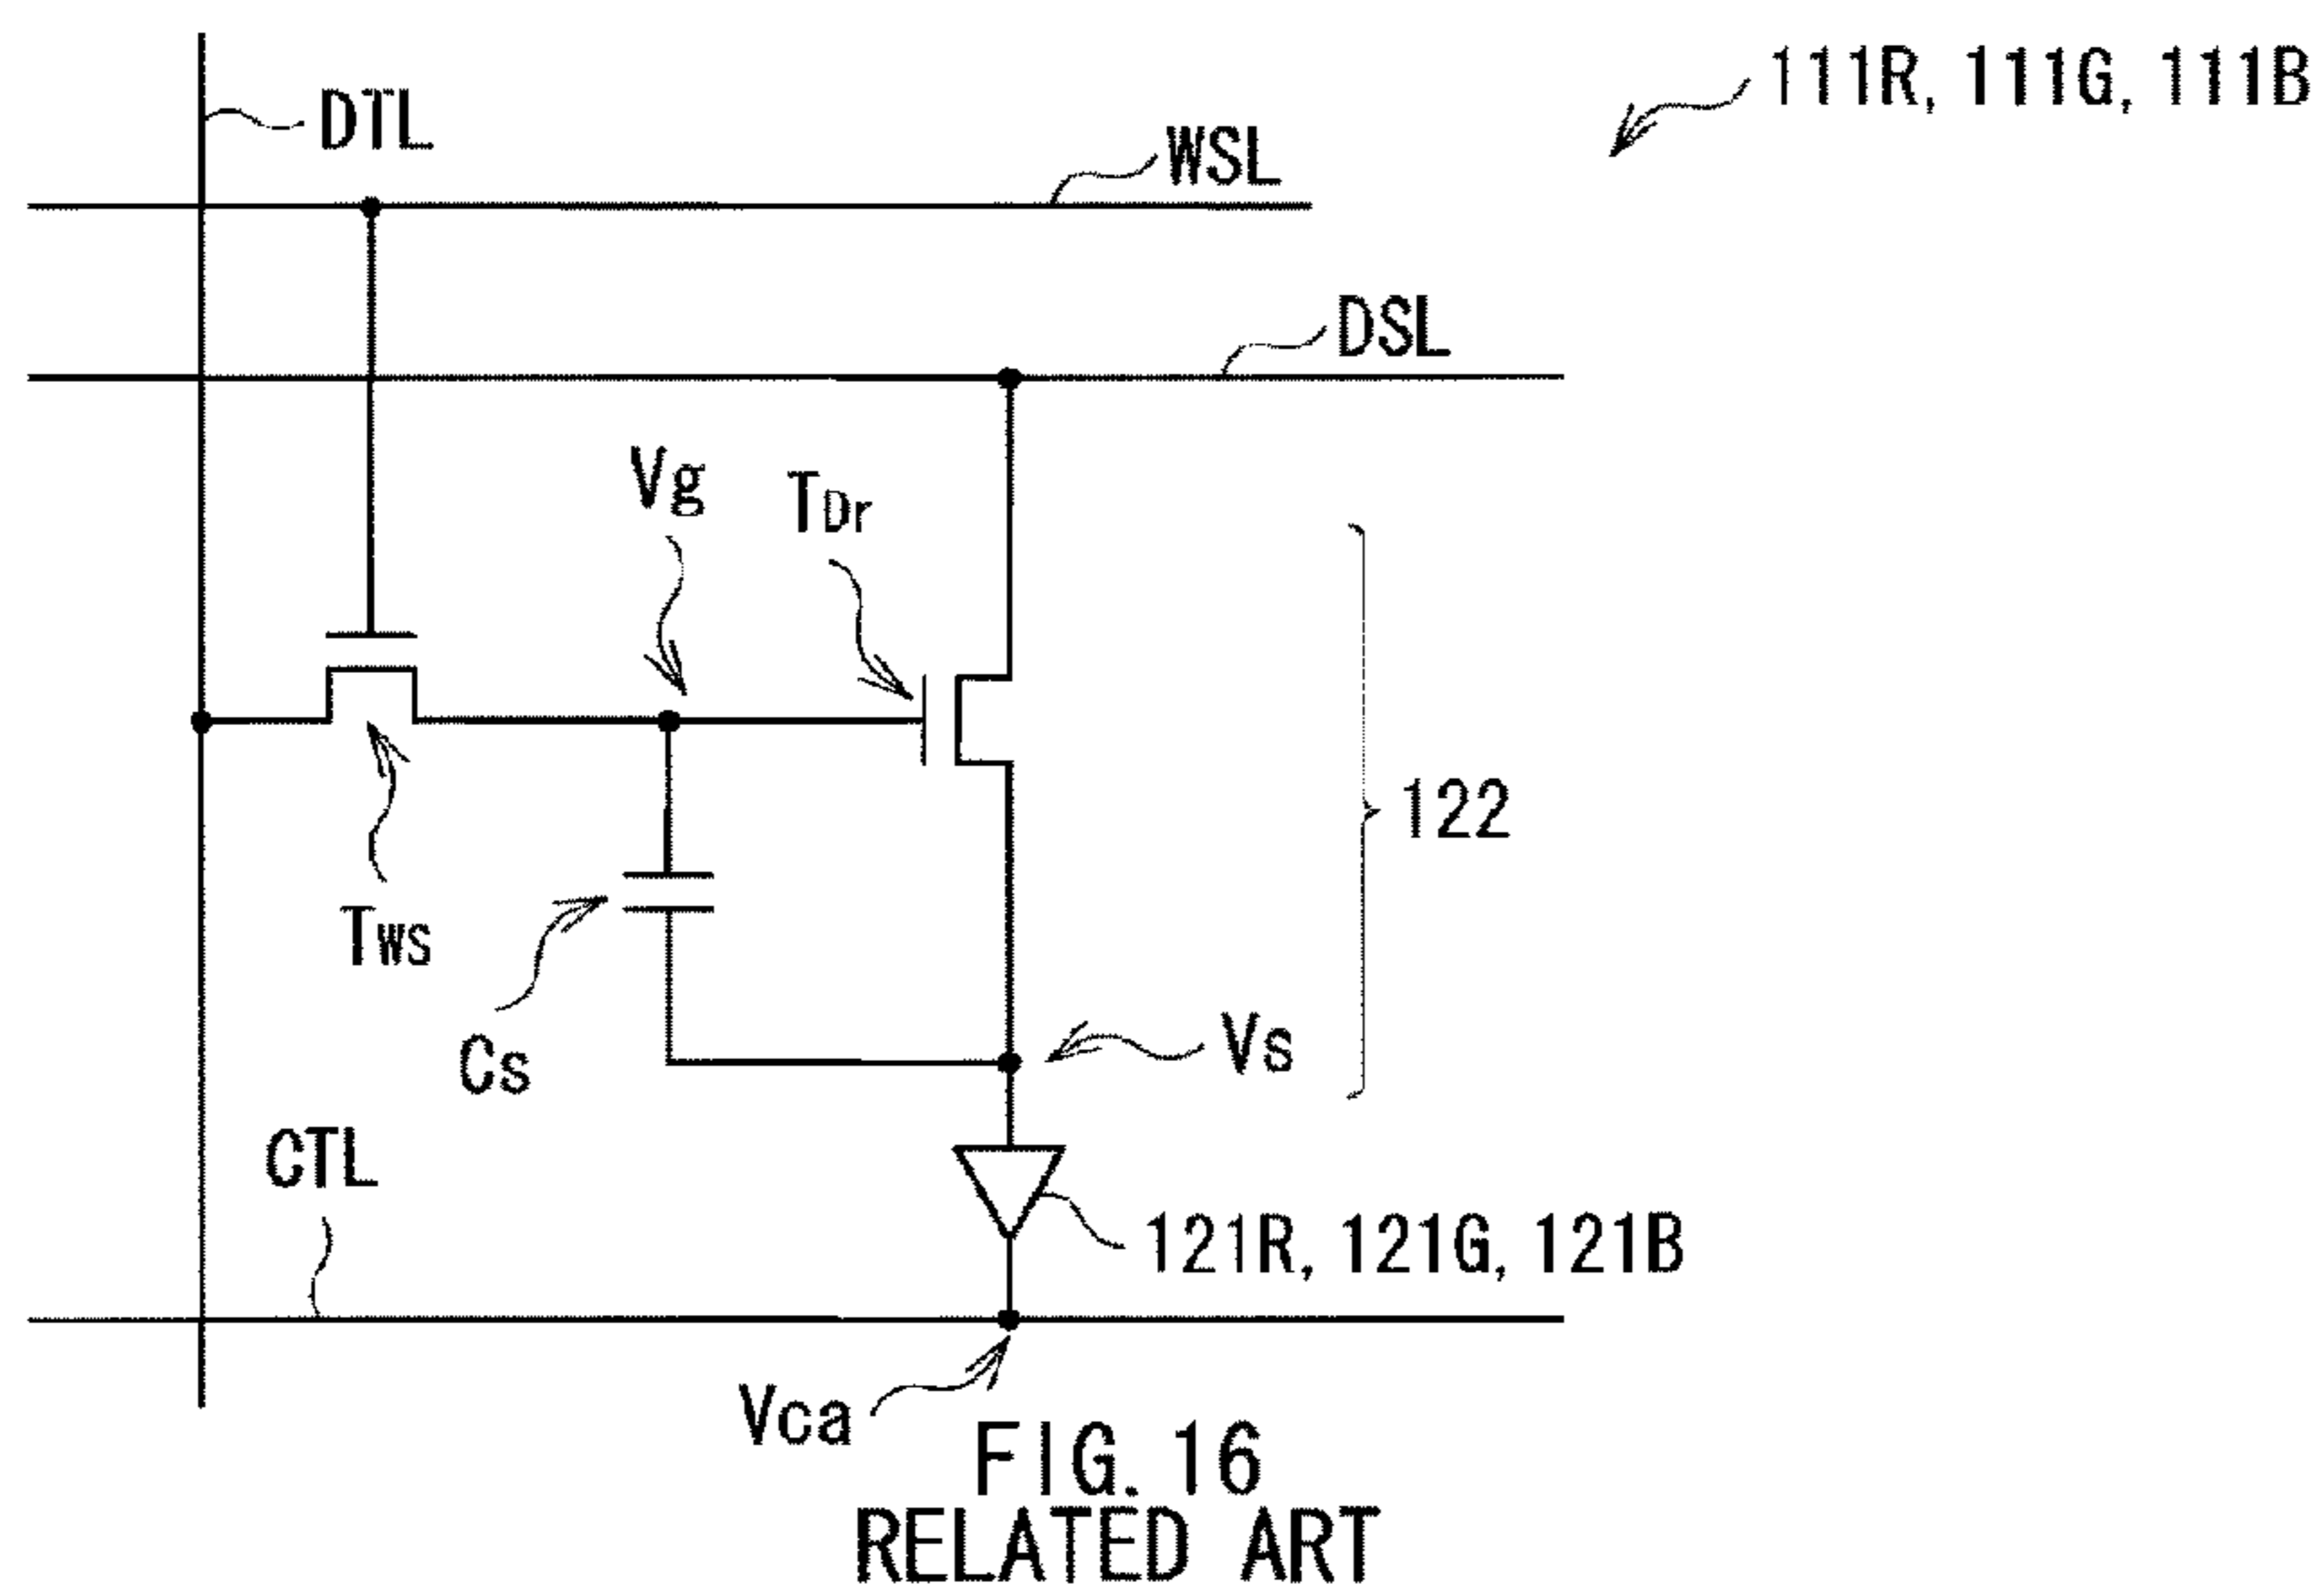 111R, 111G, 111B
DTL
WSL
DSL
Vg
TDr
122
Tws
Cs
Vs
CTL
121R, 121G, 121B
Vca
FIG. 16
RELATED ART